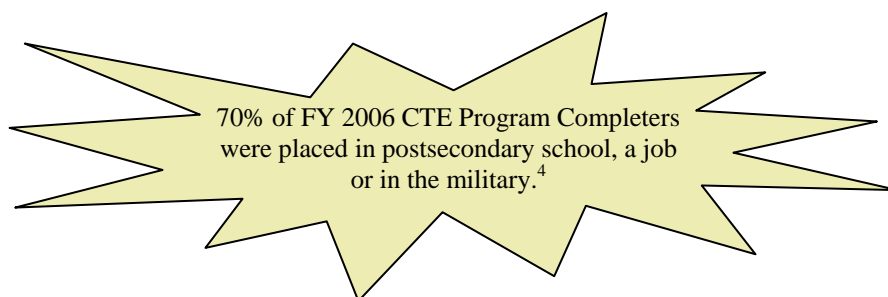 70% of FY 2006 CTE Program Completers
were placed in postsecondary school, a job
or in the military.4